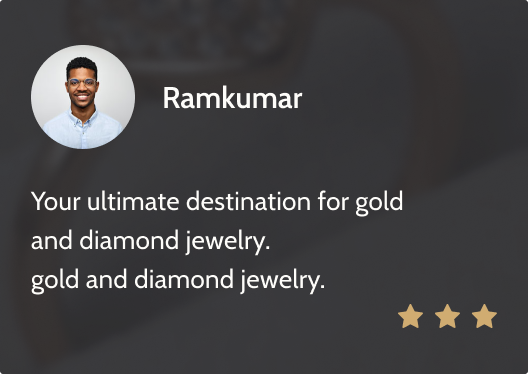 Ramkumar
Your ultimate destination for gold
and diamond jewelry.
gold and diamond jewelry.